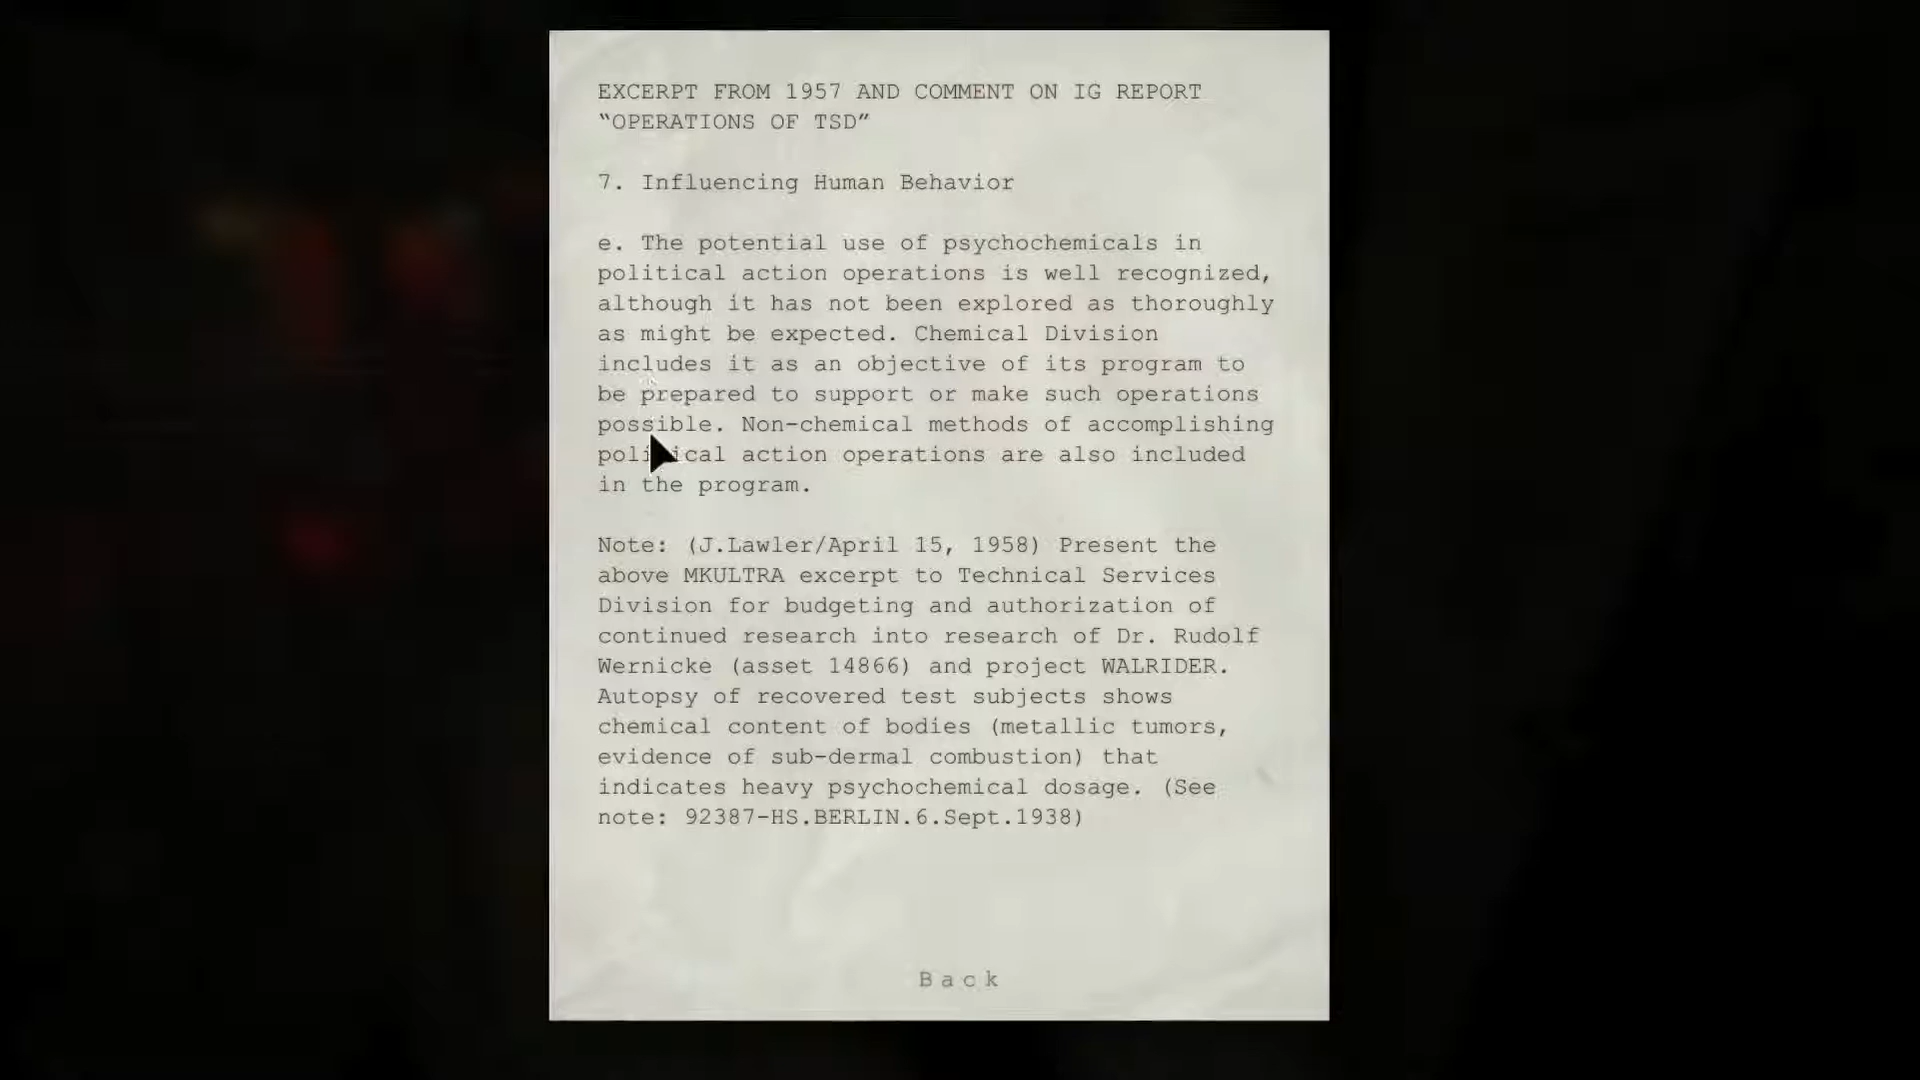 EXCERPT FROM 1957 AND COMMENT ON IG REPORT
“OPERATIONS OF TSD”
7. Influencing Human Behavior
e. The potential use of psychochemicals in
political action operations is well recognized,
although it has not been explored as thoroughly
as might be expected. Chemical Division
includes it as an objective of its program to
be prepared to support or make such operations
possible. Non-chemical methods of accomplishing
political action operations are also included
in the program.
Note: (J.Lawler/April 15, 1958) Present the
above MKULTRA excerpt to Technical Services
Division for budgeting and authorization of
continued research into research of Dr. Rudolf
Wernicke (asset 14866) and project WALRIDER.
Autopsy of recovered test subjects shows
chemical content of bodies (metallic tumors,
evidence of sub-dermal combustion) that
indicates heavy psychochemical dosage. (See
note: 92387-HS.BERLIN.6.Sept.1938)
Back